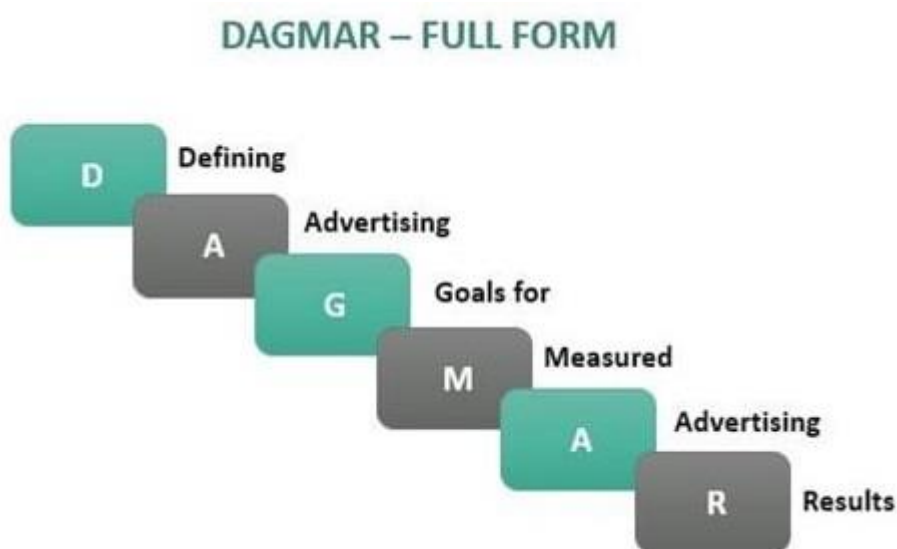 DAGMAR – FULL FORM
D Defining
A Advertising
G Goals for
M Measured
A Advertising
R Results